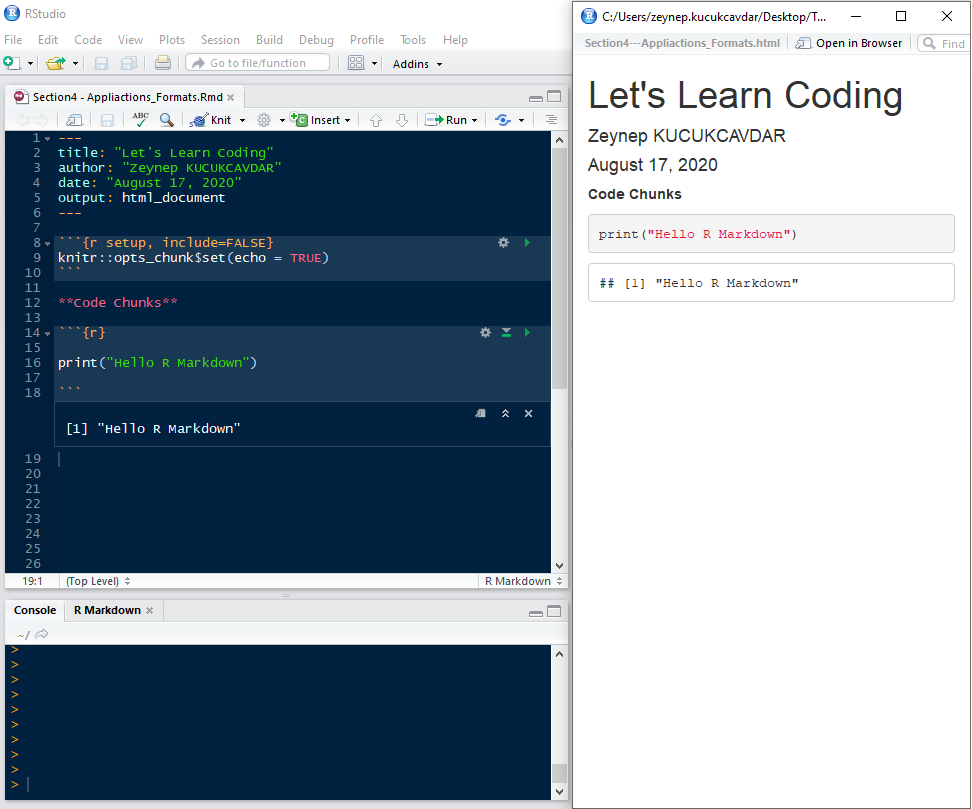 RStudio
File Edit Code View Plots Session Build Debug Profile Tools Help
Go to file/function Addins
Section4 - Appliactions_Formats.Rmd
ABC Knit Insert Run
1 ---
2 title: "Let's Learn Coding"
3 author: "Zeynep KUCUKCAVDAR"
4 date: "August 17, 2020"
5 output: html_document
6 ---
7
8 ```{r setup, include=FALSE}
9 knitr::opts_chunk$set(echo = TRUE)
10 ```
11
12 **Code Chunks**
13
14 ```{r}
15
16 print("Hello R Markdown")
17
18 ```
[1] "Hello R Markdown"
19
20
21
22
23
24
25
26
19:1 (Top Level) R Markdown
Console R Markdown
~/
>
>
>
>
>
>
>
>
>
>
C:/Users/zeynep.kucukcavdar/Desktop/T...
Section4---Appliactions_Formats.html Open in Browser Find
Let's Learn Coding
Zeynep KUCUKCAVDAR
August 17, 2020
Code Chunks
print("Hello R Markdown")
## [1] "Hello R Markdown"